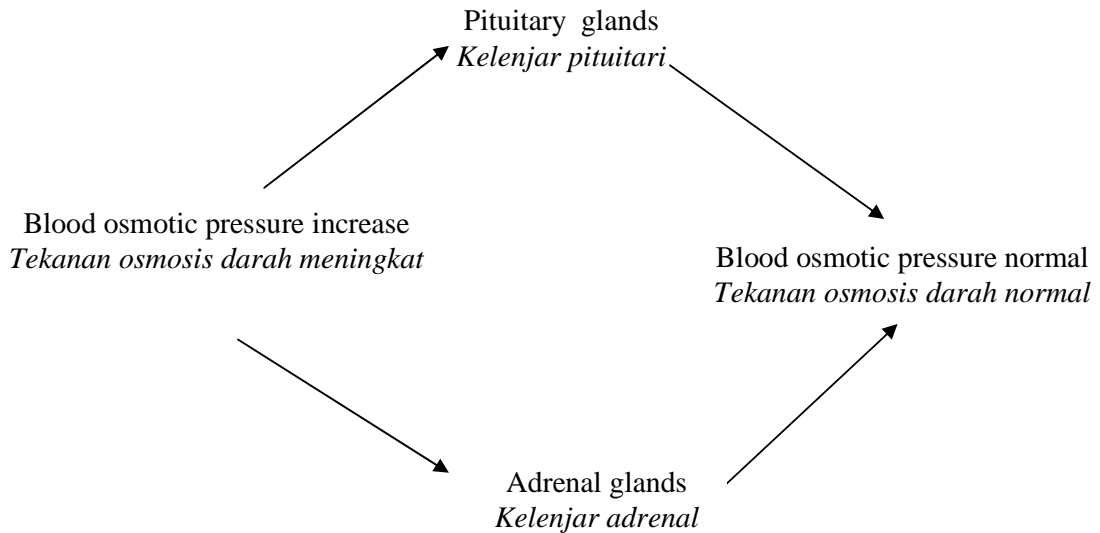 Pituitary glands
Kelenjar pituitari
Blood osmotic pressure increase
Tekanan osmosis darah meningkat
Blood osmotic pressure normal
Tekanan osmosis darah normal
Adrenal glands
Kelenjar adrenal